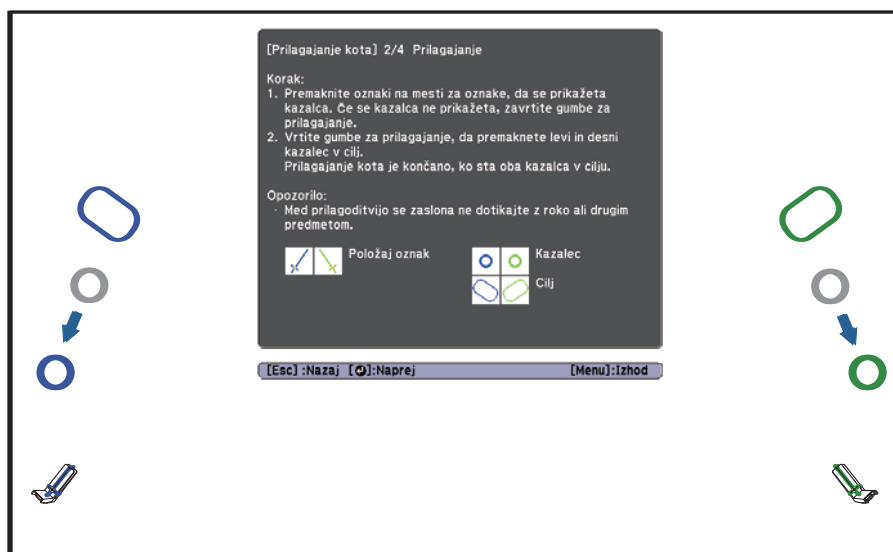 [Prilagajanje kota] 2/4 Prilagajanje
Korak:
1. Premaknite oznaki na mesti za oznake, da se prikažeta
kazalca. Če se kazalca ne prikažeta, zavrtite gumbe za
prilagajanje.
2. Vrtite gumbe za prilagajanje, da premaknete levi in desni
kazalec v cilj.
Prilagajanje kota je končano, ko sta oba kazalca v cilju.
Opozorilo:
· Med prilagoditvijo se zaslona ne dotikajte z roko ali drugim
predmetom.
Položaj oznak
Kazalec
Cilj
[Esc] :Nazaj [↵]:Naprej [Menu]:Izhod